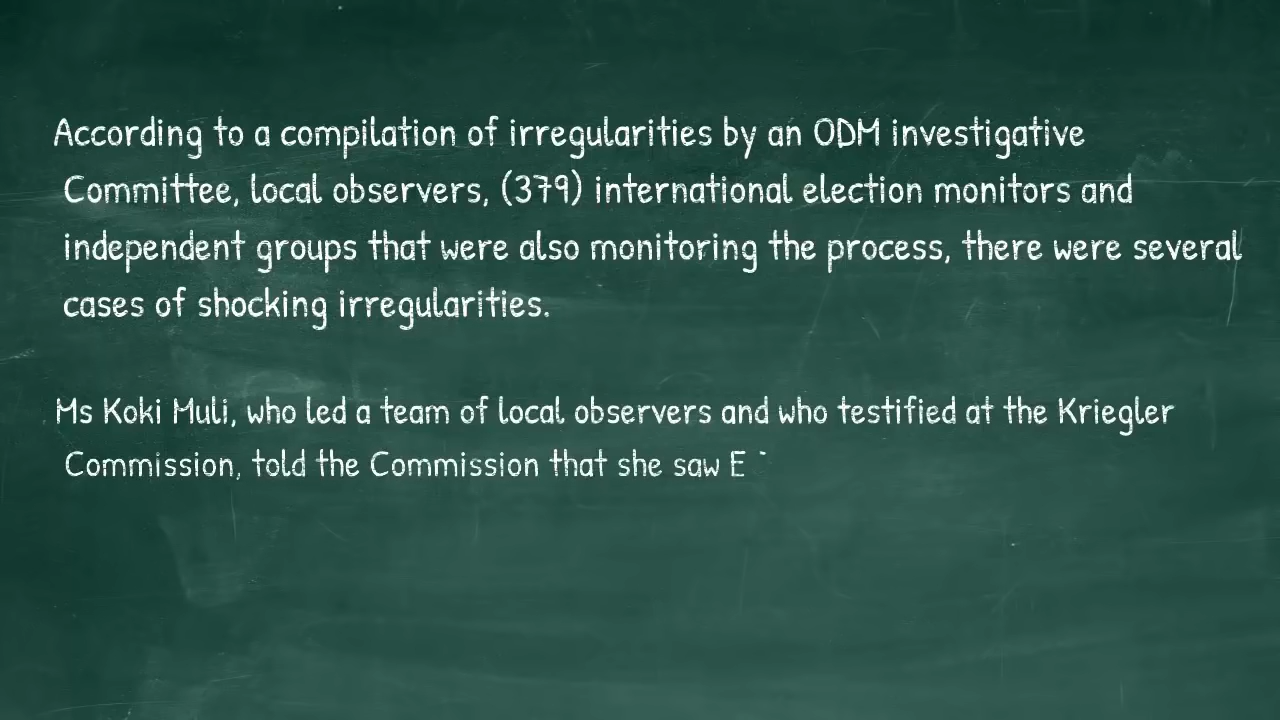 According to a compilation of irregularities by an ODM investigative
Committee, local observers, (379) international election monitors and
independent groups that were also monitoring the process, there were several
cases of shocking irregularities.
Ms Koki Muli, who led a team of local observers and who testified at the Kriegler
Commission, told the Commission that she saw E